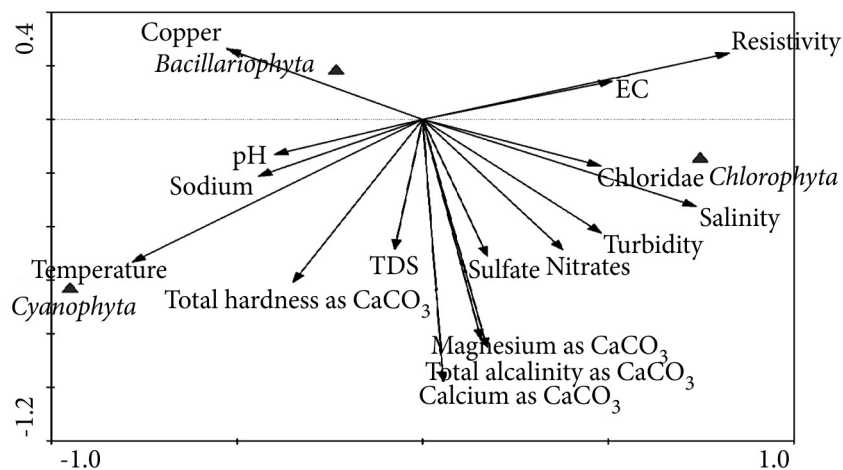 0.4
Copper
Resistivity
Bacillariophyta
EC
pH
Chloridae Chlorophyta
Sodium
Salinity
Turbidity
Temperature
TDS
Sulfate Nitrates
Cyanophyta
Total hardness as CaCO₃
Magnesium as CaCO₃
Total alcalinity as CaCO₃
Calcium as CaCO₃
-1.2
-1.0
1.0